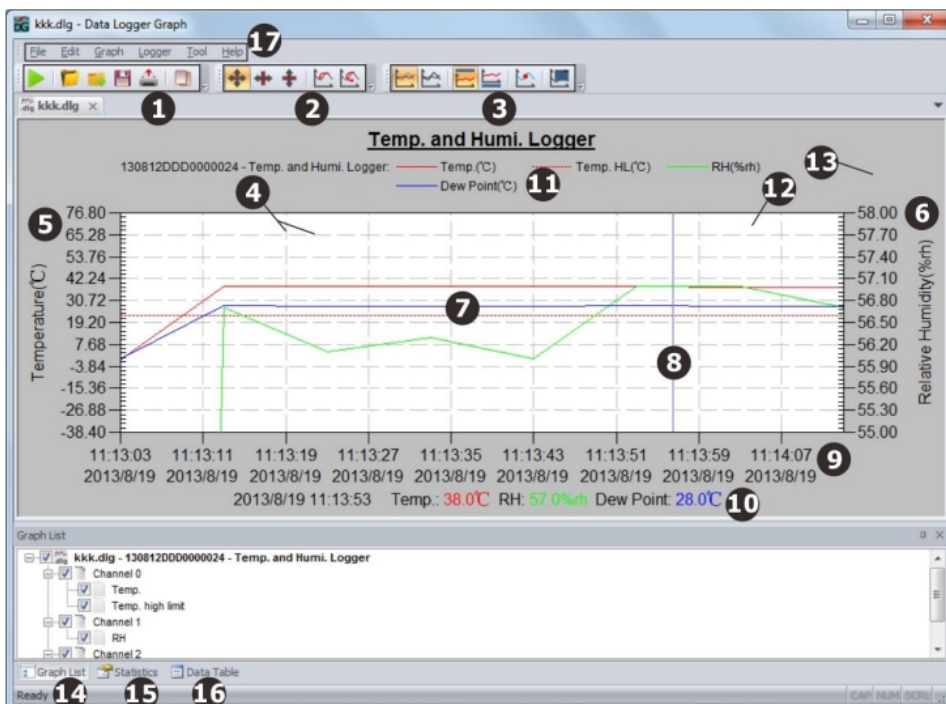 kkk.dlg - Data Logger Graph
File Edit Graph Logger Tool Help 17
1 2 3
kkk.dlg
Temp. and Humi. Logger
130812DDD0000024 - Temp. and Humi. Logger: Temp.(℃) Temp. HL(℃) RH(%rh) 13
Dew Point(℃) 11 12
4
5 6
76.80 58.00
65.28 57.70
53.76 57.40
42.24 57.10
30.72 56.80
19.20 56.50
7.68 56.20
-3.84 55.90
-15.36 55.60
-26.88 55.30
-38.40 55.00
Temperature(℃)
Relative Humidity(%rh)
7
8
11:13:03 11:13:11 11:13:19 11:13:27 11:13:35 11:13:43 11:13:51 11:13:59 11:14:07 9
2013/8/19 2013/8/19 2013/8/19 2013/8/19 2013/8/19 2013/8/19 2013/8/19 2013/8/19 2013/8/19
2013/8/19 11:13:53 Temp.: 38.0℃ RH: 57.0%rh Dew Point: 28.0℃ 10
Graph List
kkk.dlg - 130812DDD0000024 - Temp. and Humi. Logger
Channel 0
Temp.
Temp. high limit
Channel 1
RH
Channel 2
Graph List Statistics Data Table
Ready 14 15 16 CAP NUM SCRL